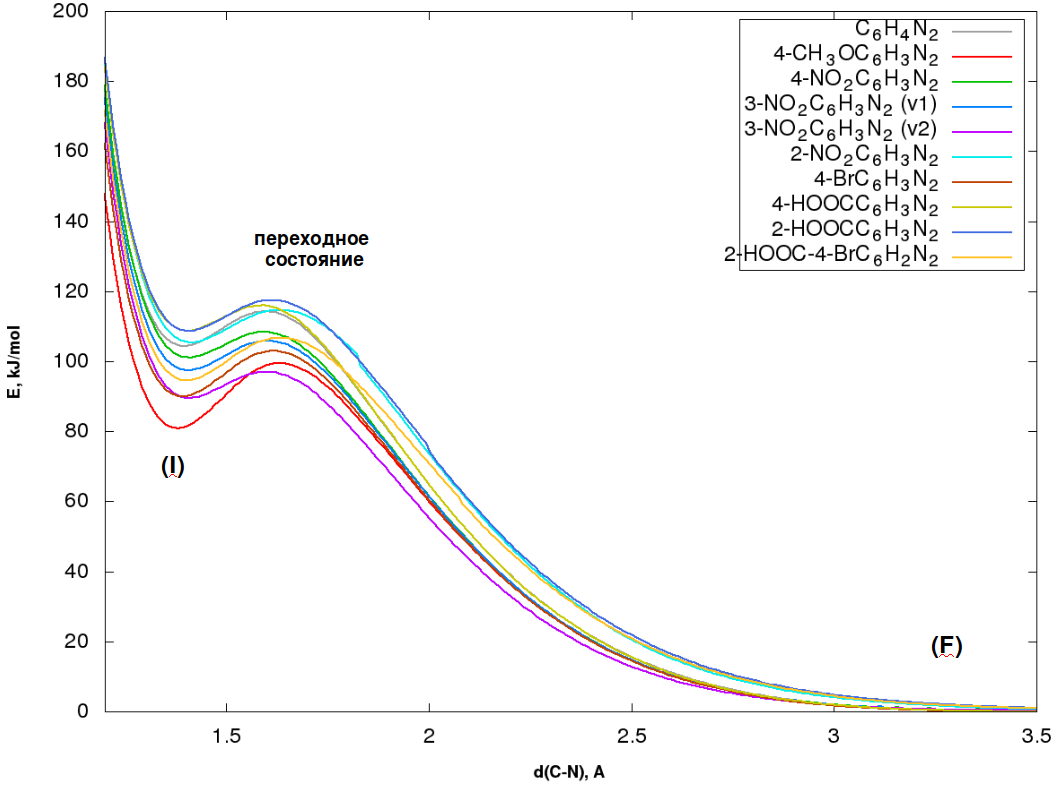 200
180
160
140
120
100
80
60
40
20
0
E, kJ/mol
1.5
2
2.5
3
3.5
d(C-N), A
переходное
состояние
(I)
(F)
C₆H₄N₂
4-CH₃OC₆H₃N₂
4-NO₂C₆H₃N₂
3-NO₂C₆H₃N₂ (v1)
3-NO₂C₆H₃N₂ (v2)
2-NO₂C₆H₃N₂
4-BrC₆H₃N₂
4-HOOCC₆H₃N₂
2-HOOCC₆H₃N₂
2-HOOC-4-BrC₆H₂N₂